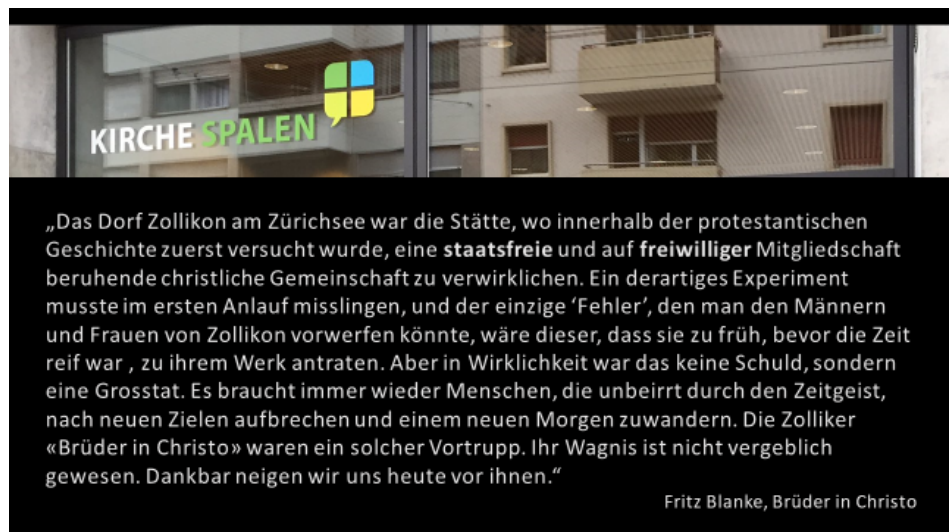 KIRCHE SPALEN
„Das Dorf Zollikon am Zürichsee war die Stätte, wo innerhalb der protestantischen
Geschichte zuerst versucht wurde, eine staatsfreie und auf freiwilliger Mitgliedschaft
beruhende christliche Gemeinschaft zu verwirklichen. Ein derartiges Experiment
musste im ersten Anlauf misslingen, und der einzige ‘Fehler’, den man den Männern
und Frauen von Zollikon vorwerfen könnte, wäre dieser, dass sie zu früh, bevor die Zeit
reif war , zu ihrem Werk antraten. Aber in Wirklichkeit war das keine Schuld, sondern
eine Grosstat. Es braucht immer wieder Menschen, die unbeirrt durch den Zeitgeist,
nach neuen Zielen aufbrechen und einem neuen Morgen zuwandern. Die Zolliker
«Brüder in Christo» waren ein solcher Vortrupp. Ihr Wagnis ist nicht vergeblich
gewesen. Dankbar neigen wir uns heute vor ihnen.“
Fritz Blanke, Brüder in Christo